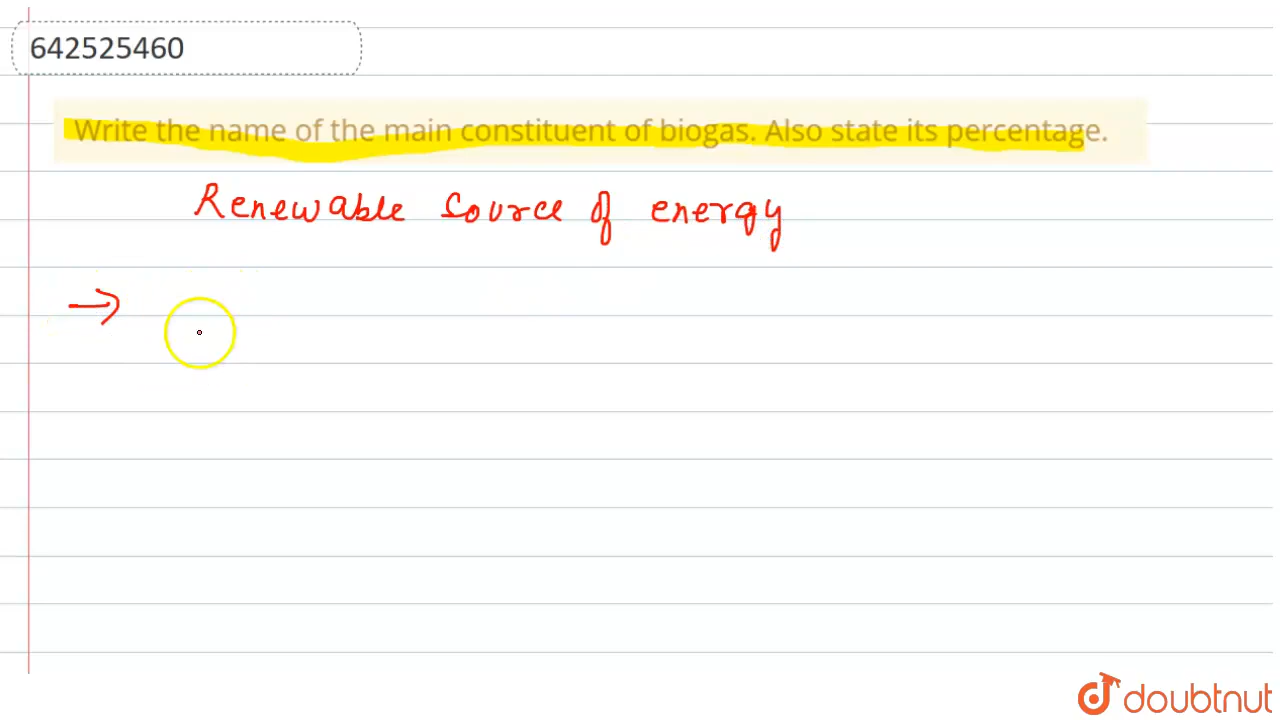 642525460
Write the name of the main constituent of biogas. Also state its percentage.
Renewable source of energy
doubtnut